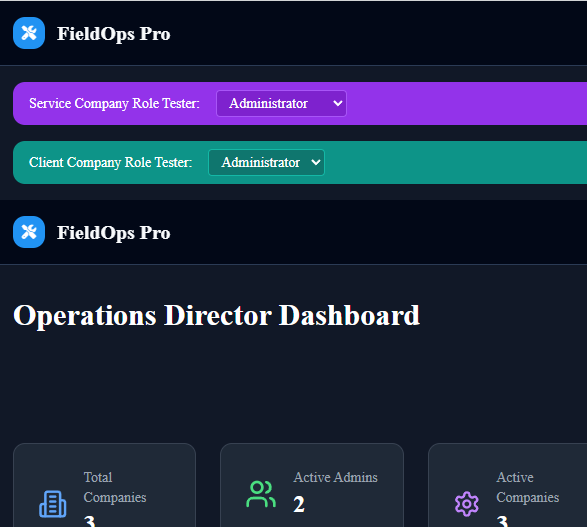 FieldOps Pro
Service Company Role Tester: Administrator
Client Company Role Tester: Administrator
FieldOps Pro
Operations Director Dashboard
Total
Companies
3
Active Admins
2
Active
Companies
3